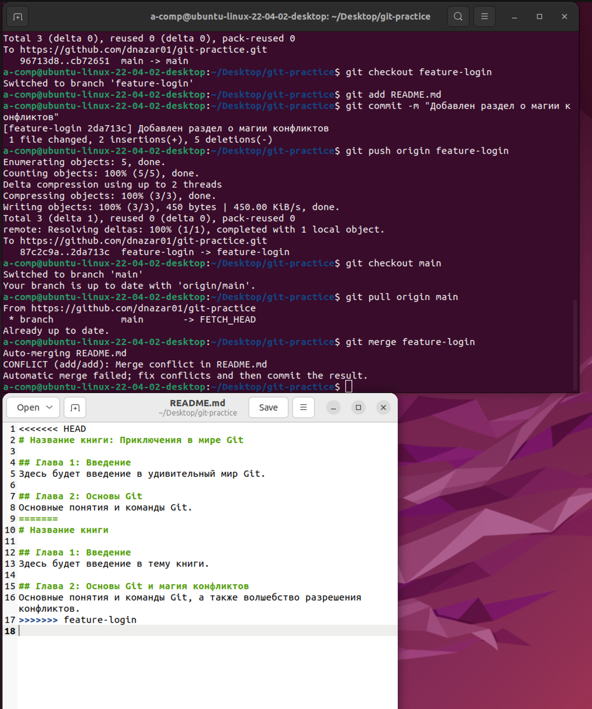 a-comp@ubuntu-linux-22-04-02-desktop: ~/Desktop/git-practice
Total 3 (delta 0), reused 0 (delta 0), pack-reused 0
To https://github.com/dnazar01/git-practice.git
   96713d8..cb72651  main -> main
a-comp@ubuntu-linux-22-04-02-desktop:~/Desktop/git-practice$ git checkout feature-login
Switched to branch 'feature-login'
a-comp@ubuntu-linux-22-04-02-desktop:~/Desktop/git-practice$ git add README.md
a-comp@ubuntu-linux-22-04-02-desktop:~/Desktop/git-practice$ git commit -m "Добавлен раздел о магии к
онфликтов"
[feature-login 2da713c] Добавлен раздел о магии конфликтов
 1 file changed, 2 insertions(+), 5 deletions(-)
a-comp@ubuntu-linux-22-04-02-desktop:~/Desktop/git-practice$ git push origin feature-login
Enumerating objects: 5, done.
Counting objects: 100% (5/5), done.
Delta compression using up to 2 threads
Compressing objects: 100% (3/3), done.
Writing objects: 100% (3/3), 450 bytes | 450.00 KiB/s, done.
Total 3 (delta 1), reused 0 (delta 0), pack-reused 0
remote: Resolving deltas: 100% (1/1), completed with 1 local object.
To https://github.com/dnazar01/git-practice.git
   87c2c9a..2da713c  feature-login -> feature-login
a-comp@ubuntu-linux-22-04-02-desktop:~/Desktop/git-practice$ git checkout main
Switched to branch 'main'
Your branch is up to date with 'origin/main'.
a-comp@ubuntu-linux-22-04-02-desktop:~/Desktop/git-practice$ git pull origin main
From https://github.com/dnazar01/git-practice
 * branch            main       -> FETCH_HEAD
Already up to date.
a-comp@ubuntu-linux-22-04-02-desktop:~/Desktop/git-practice$ git merge feature-login
Auto-merging README.md
CONFLICT (add/add): Merge conflict in README.md
Automatic merge failed; fix conflicts and then commit the result.
a-comp@ubuntu-linux-22-04-02-desktop:~/Desktop/git-practice$
Open README.md Save
~/Desktop/git-practice
1 <<<<<<< HEAD
2 # Название книги: Приключения в мире Git
3
4 ## Глава 1: Введение
5 Здесь будет введение в удивительный мир Git.
6
7 ## Глава 2: Основы Git
8 Основные понятия и команды Git.
9 =======
10 # Название книги
11
12 ## Глава 1: Введение
13 Здесь будет введение в тему книги.
14
15 ## Глава 2: Основы Git и магия конфликтов
16 Основные понятия и команды Git, а также волшебство разрешения
конфликтов.
17 >>>>>>> feature-login
18